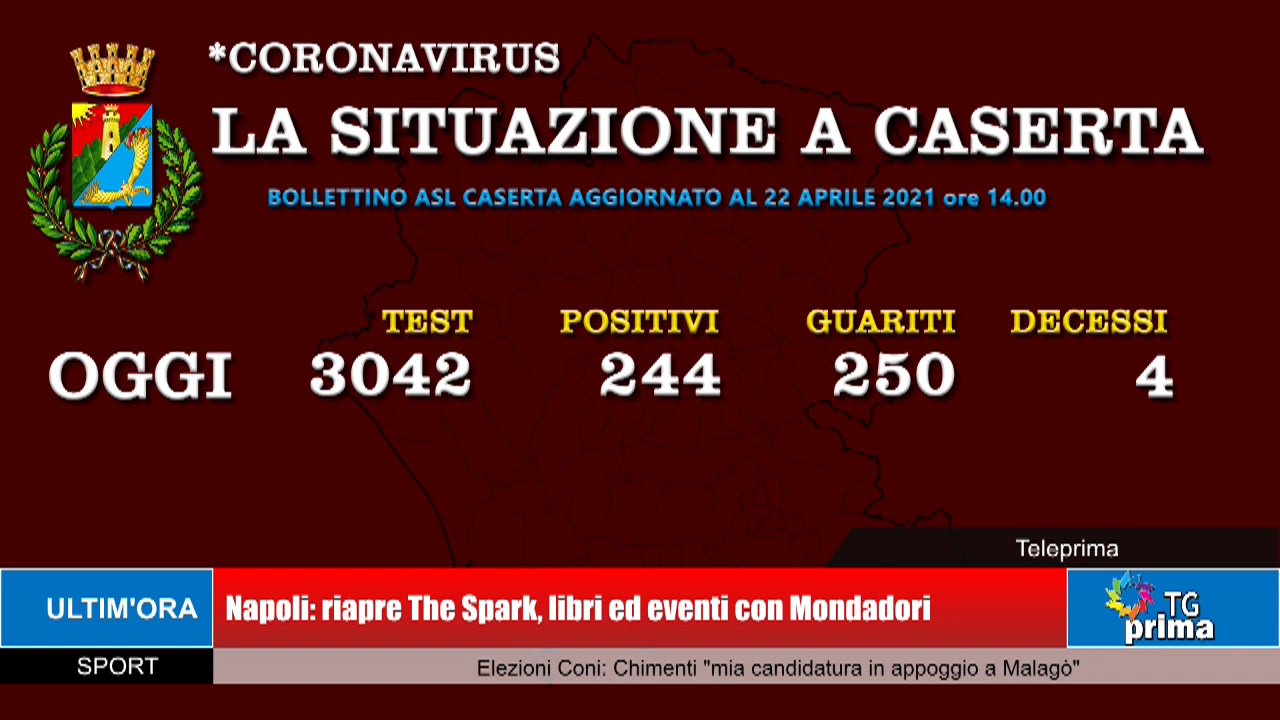 *CORONAVIRUS
LA SITUAZIONE A CASERTA
BOLLETTINO ASL CASERTA AGGIORNATO AL 22 APRILE 2021 ore 14.00
TEST POSITIVI GUARITI DECESSI
OGGI 3042 244 250 4
Teleprima
ULTIM'ORA Napoli: riapre The Spark, libri ed eventi con Mondadori
TG
prima
SPORT Elezioni Coni: Chimenti "mia candidatura in appoggio a Malagò"